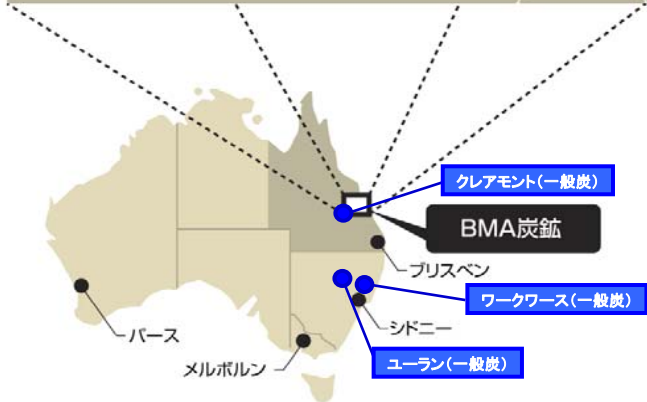 クレアモント(一般炭)
BMA炭鉱
ブリスベン
ワークワース(一般炭)
シドニー
パース
ユーラン(一般炭)
メルボルン